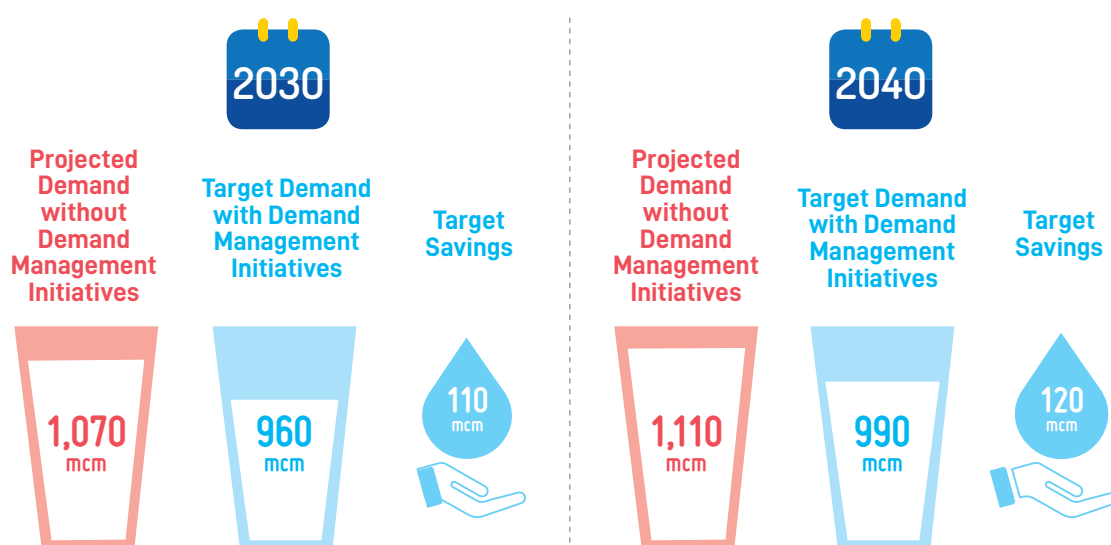 2030
Projected
Demand
without
Demand
Management
Initiatives
1,070
mcm
Target Demand
with Demand
Management
Initiatives
960
mcm
Target
Savings
110
mcm
2040
Projected
Demand
without
Demand
Management
Initiatives
1,110
mcm
Target Demand
with Demand
Management
Initiatives
990
mcm
Target
Savings
120
mcm